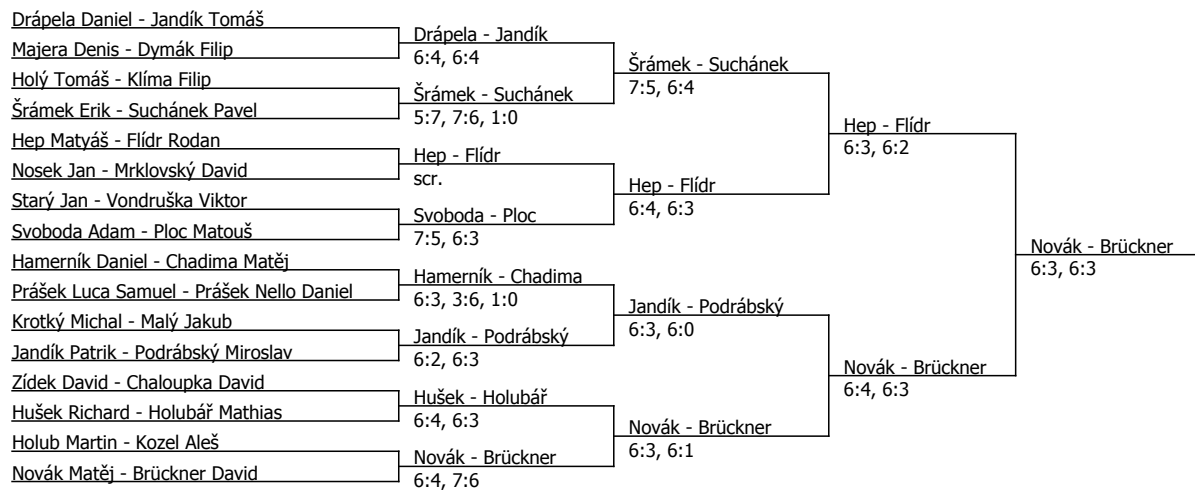 Drápela Daniel - Jandík Tomáš
Majera Denis - Dymák Filip
Holý Tomáš - Klíma Filip
Šrámek Erik - Suchánek Pavel
Hep Matyáš - Flídr Rodan
Nosek Jan - Mrklovský David
Starý Jan - Vondruška Viktor
Svoboda Adam - Ploc Matouš
Hamerník Daniel - Chadima Matěj
Prášek Luca Samuel - Prášek Nello Daniel
Krotký Michal - Malý Jakub
Jandík Patrik - Podrábský Miroslav
Zídek David - Chaloupka David
Hušek Richard - Holubář Mathias
Holub Martin - Kozel Aleš
Novák Matěj - Brückner David
Drápela - Jandík
6:4, 6:4
Šrámek - Suchánek
5:7, 7:6, 1:0
Hep - Flídr
scr.
Svoboda - Ploc
7:5, 6:3
Hamerník - Chadima
6:3, 3:6, 1:0
Jandík - Podrábský
6:2, 6:3
Hušek - Holubář
6:4, 6:3
Novák - Brückner
6:4, 7:6
Šrámek - Suchánek
7:5, 6:4
Hep - Flídr
6:4, 6:3
Jandík - Podrábský
6:3, 6:0
Novák - Brückner
6:3, 6:1
Hep - Flídr
6:3, 6:2
Novák - Brückner
6:4, 6:3
Novák - Brückner
6:3, 6:3